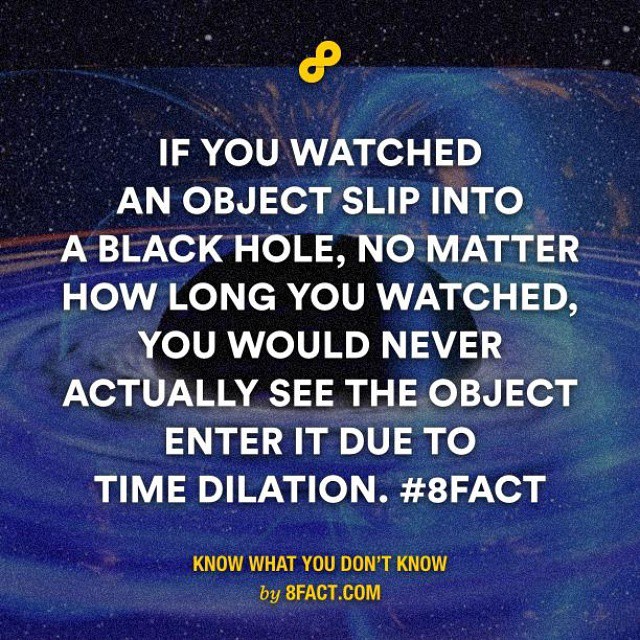 IF YOU WATCHED
AN OBJECT SLIP INTO
A BLACK HOLE, NO MATTER
HOW LONG YOU WATCHED,
YOU WOULD NEVER
ACTUALLY SEE THE OBJECT
ENTER IT DUE TO
TIME DILATION. #8FACT
KNOW WHAT YOU DON'T KNOW
by 8FACT.COM